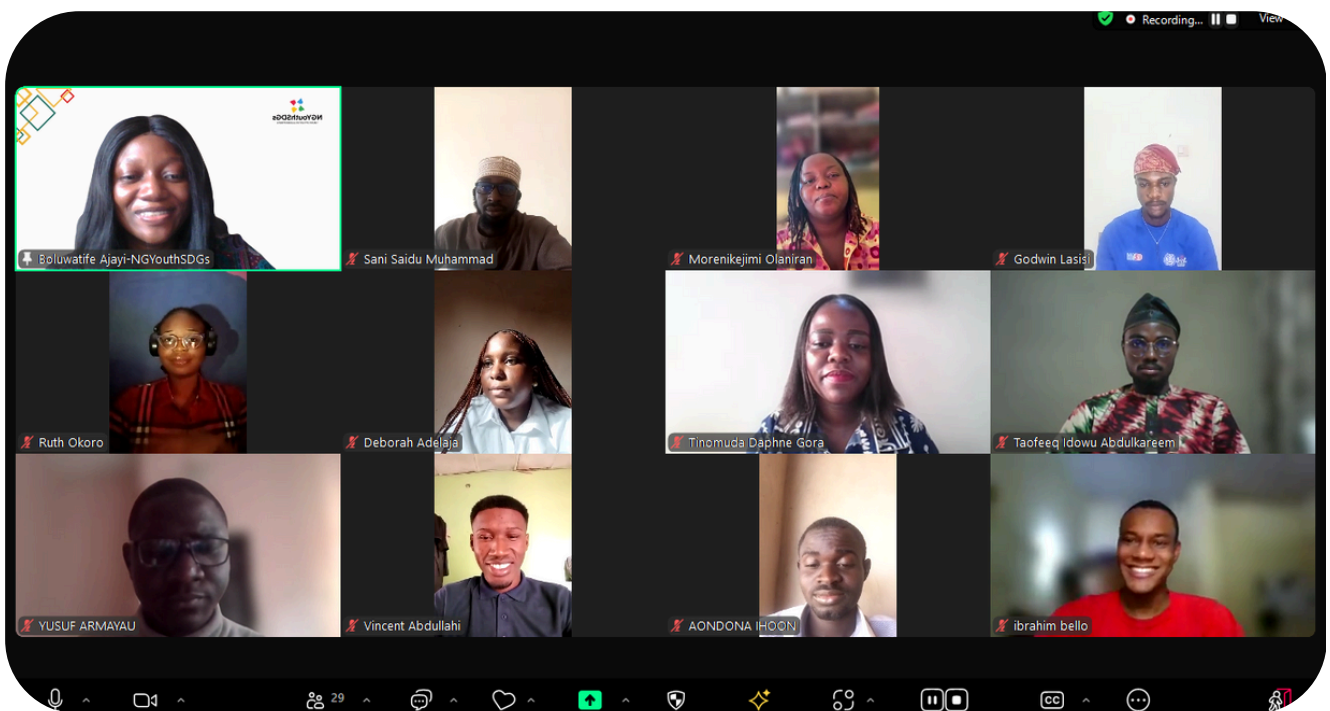 Recording...
View
NGYouthSDGs
Boluwatife Ajayi-NGYouthSDGs
Sani Saidu Muhammad
Morenikejimi Olaniran
Godwin Lasisi
Ruth Okoro
Deborah Adelaja
Tinomuda Daphne Gora
Taofeeq Idowu Abdulkareem
YUSUF ARMAYAU
Vincent Abdullahi
AONDONA IHOON
ibrahim bello
29
CC